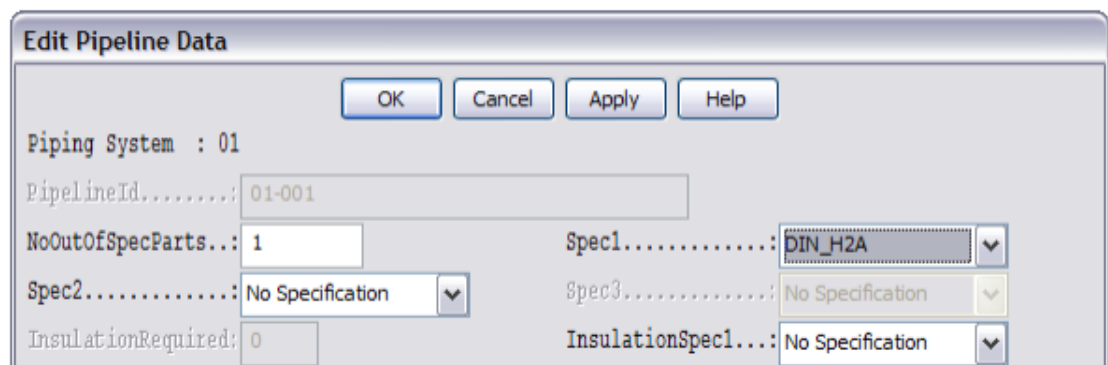 Edit Pipeline Data
OK Cancel Apply Help
Piping System : 01
PipelineId........: 01-001
NoOutOfSpecParts..: 1 Spec1.............: DIN_H2A
Spec2.............: No Specification Spec3.............: No Specification
InsulationRequired: 0 InsulationSpec1...: No Specification